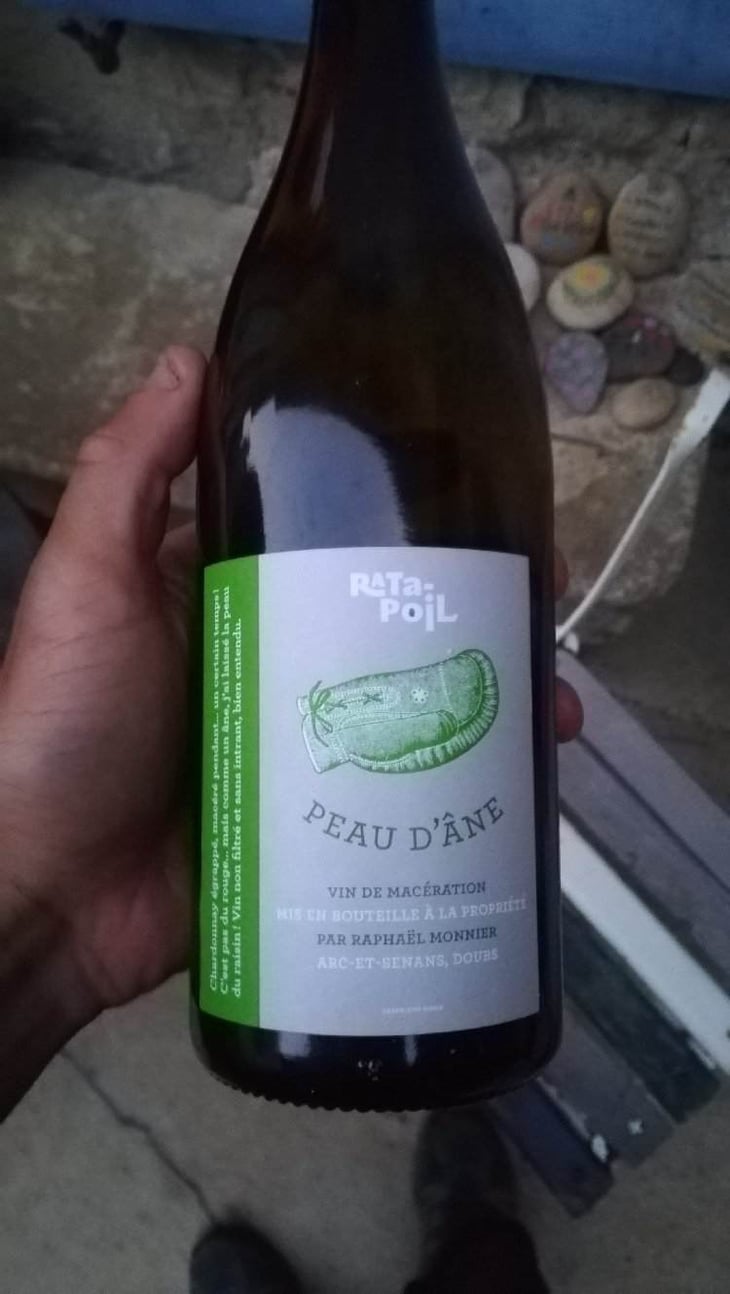 RaTa-
POIL
PEAU D'ÂNE
VIN DE MACÉRATION
MIS EN BOUTEILLE À LA PROPRIÉTÉ
PAR RAPHAËL MONNIER
ARC-ET-SENANS, DOUBS
Chardonnay égrappé, macéré pendant... un certain temps!
C'est pas du rouge... mais comme un âne, j'ai laissé la peau
du raisin! Vin non filtré et sans intrant, bien entendu.